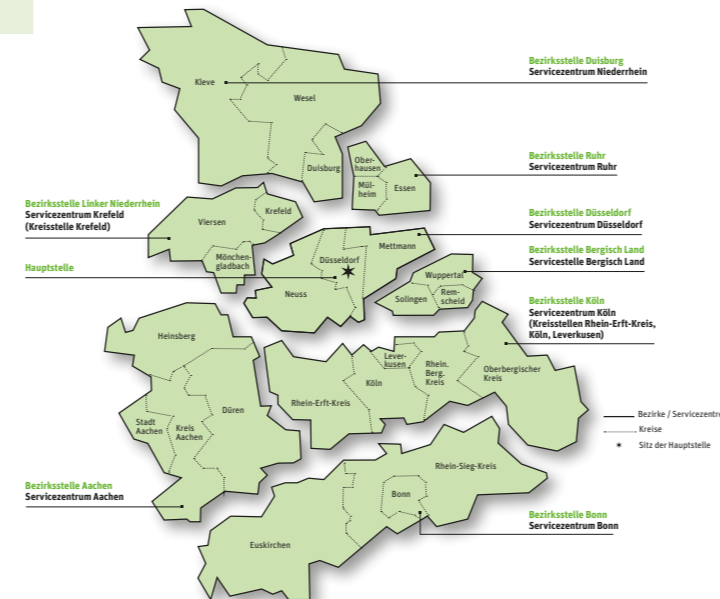 Bezirksstelle Duisburg
Servicezentrum Niederrhein
Kleve
Wesel
Duisburg
Ober-
hausen
Mül-
heim
Essen
Bezirksstelle Ruhr
Servicezentrum Ruhr
Bezirksstelle Linker Niederrhein
Servicezentrum Krefeld
(Kreisstelle Krefeld)
Viersen
Krefeld
Mönchen-
gladbach
Bezirksstelle Düsseldorf
Servicezentrum Düsseldorf
Hauptstelle
Düsseldorf
Mettmann
Neuss
Bezirksstelle Bergisch Land
Servicestelle Bergisch Land
Wuppertal
Solingen
Rem-
scheid
Bezirksstelle Köln
Servicezentrum Köln
(Kreisstellen Rhein-Erft-Kreis,
Köln, Leverkusen)
Heinsberg
Stadt
Aachen
Kreis
Aachen
Düren
Rhein-Erft-Kreis
Köln
Lever-
kusen
Rhein.
Berg.
Kreis
Oberbergischer
Kreis
Bezirke / Servicezentre
Kreise
Sitz der Hauptstelle
Bezirksstelle Aachen
Servicezentrum Aachen
Rhein-Sieg-Kreis
Bonn
Euskirchen
Bezirksstelle Bonn
Servicezentrum Bonn